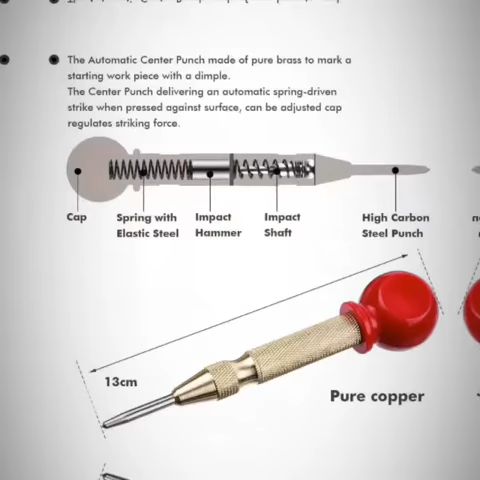 The Automatic Center Punch made of pure brass to mark a
starting work piece with a dimple.
The Center Punch delivering an automatic spring-driven
strike when pressed against surface, can be adjusted cap
regulates striking force.
Cap
Spring with
Elastic Steel
Impact
Hammer
Impact
Shaft
High Carbon
Steel Punch
13cm
Pure copper